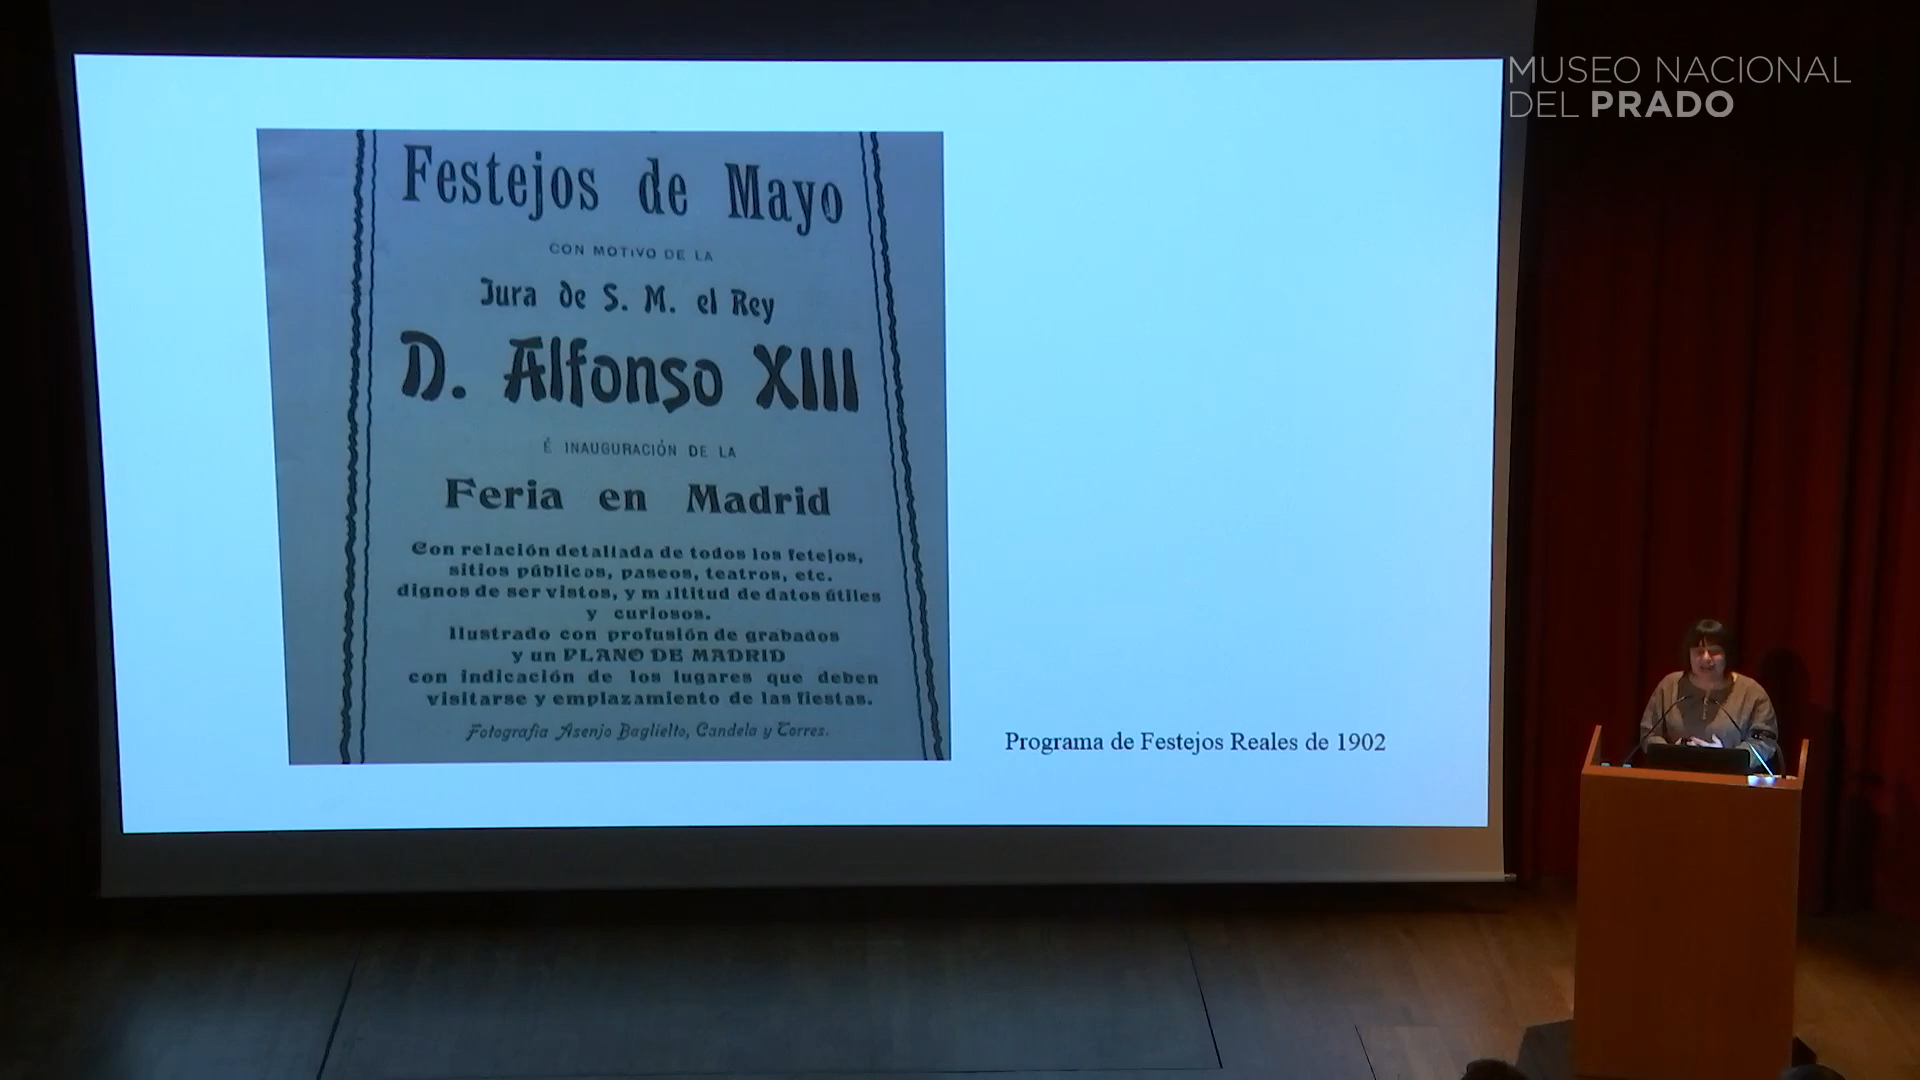 MUSEO NACIONAL
DEL PRADO
Festejos de Mayo
CON MOTIVO DE LA
Jura de S. M. el Rey
D. Alfonso XIII
É INAUGURACIÓN DE LA
Feria en Madrid
Con relación detallada de todos los fetejos,
sitios públicos, paseos, teatros, etc.
dignos de ser vistos, y multitud de datos útiles
y curiosos.
Ilustrado con profusión de grabados
y un PLANO DE MADRID
con indicación de los lugares que deben
visitarse y emplazamiento de las fiestas.
Fotografía Asenjo Baglietto, Candela y Torres.
Programa de Festejos Reales de 1902